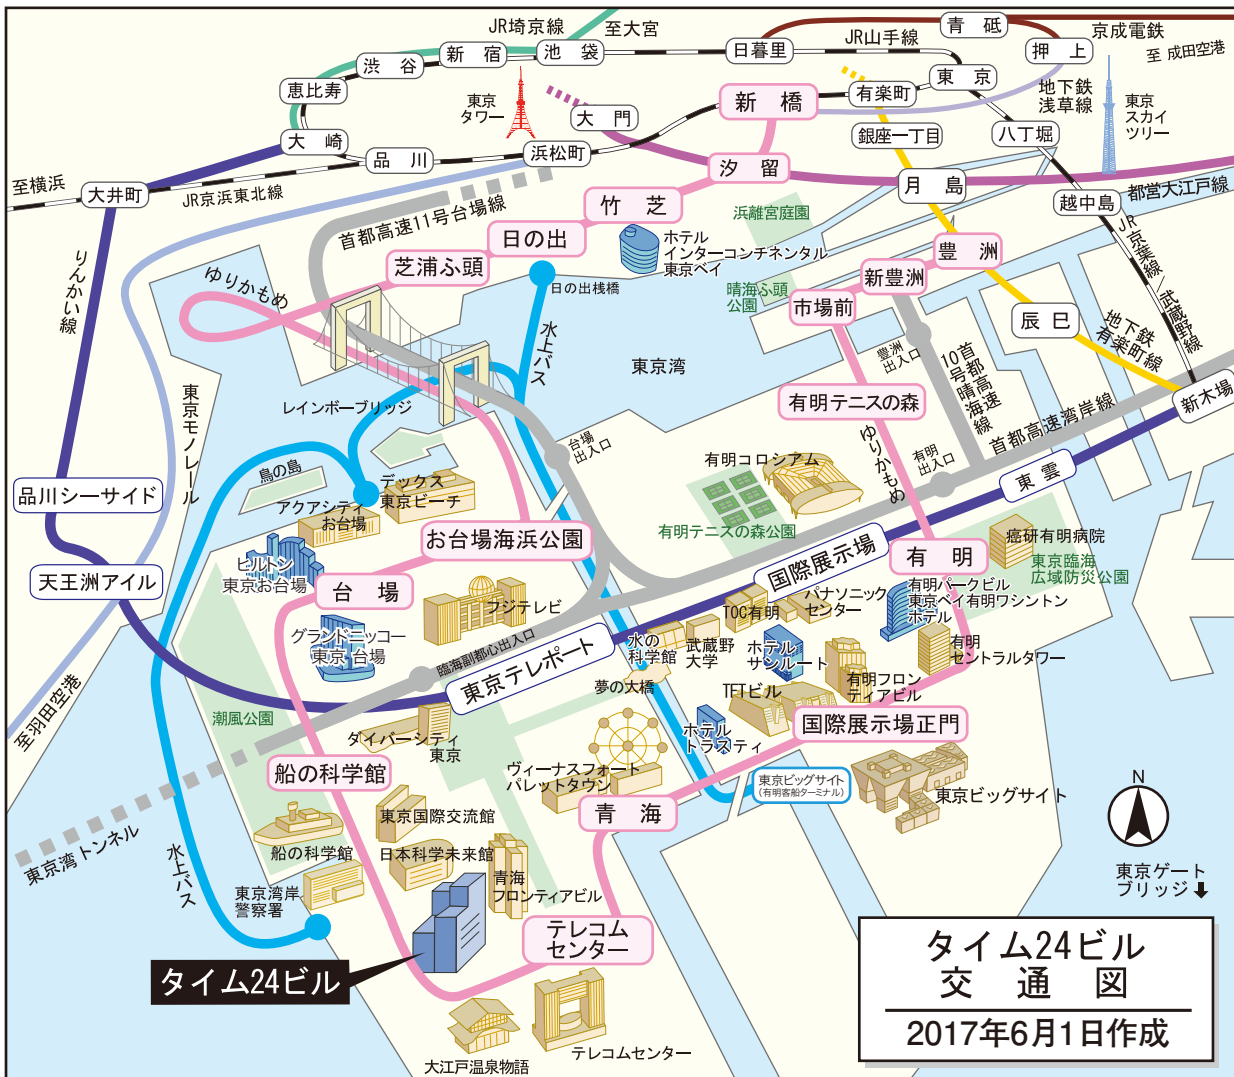 JR埼京線
至大宮
青砥
京成電鉄
新宿
池袋
日暮里
JR山手線
押上
至 成田空港
渋谷
恵比寿
東京
タワー
大門
新橋
有楽町
東京
地下鉄
浅草線
東京
スカイ
ツリー
大崎
品川
浜松町
銀座一丁目
八丁堀
至横浜
大井町
JR京浜東北線
汐留
月島
越中島
都営大江戸線
首都高速11号台場線
竹芝
浜離宮庭園
日の出
ホテル
インターコンチネンタル
東京ベイ
豊洲
JR京葉線/武蔵野線
りんかい線
ゆりかもめ
芝浦ふ頭
日の出桟橋
晴海ふ頭
公園
新豊洲
市場前
辰巳
地下鉄
有楽町線
水上バス
東京湾
豊洲
出入口
首都高速
10号晴海線
新木場
東京モノレール
レインボーブリッジ
有明テニスの森
首都高速湾岸線
台場
出入口
ゆりかもめ
有明
出入口
鳥の島
有明コロシアム
品川シーサイド
デックス
東京ビーチ
アクアシティ
お台場
東雲
有明テニスの森公園
お台場海浜公園
国際展示場
有明
癌研有明病院
東京臨海
広域防災公園
天王洲アイル
ヒルトン
東京お台場
台場
フジテレビ
TOC有明
パナソニック
センター
有明パークビル
東京ベイ有明ワシントン
ホテル
グランドニッコー
東京 台場
臨海副都心出入口
水の
科学館
武蔵野
大学
ホテル
サンルート
有明
セントラルタワー
東京テレポート
夢の大橋
TFTビル
有明フロン
ティアビル
至羽田空港
潮風公園
ダイバーシティ
東京
ホテル
トラスティ
国際展示場正門
船の科学館
ヴィーナスフォート
パレットタウン
東京ビッグサイト
(有明客船ターミナル)
東京ビッグサイト
N
青海
東京国際交流館
東京湾トンネル
水上バス
船の科学館
日本科学未来館
東京湾岸
警察署
青海
フロンティアビル
東京ゲート
ブリッジ
テレコム
センター
タイム24ビル
大江戸温泉物語
テレコムセンター
タイム24ビル
交通図
2017年6月1日作成